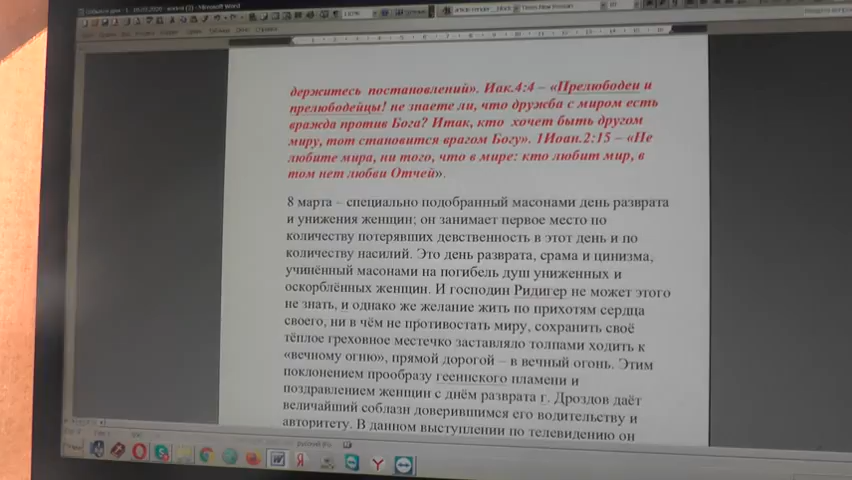 держитесь постановлений». Иак.4:4 – «Прелюбодеи и
прелюбодейцы! не знаете ли, что дружба с миром есть
вражда против Бога? Итак, кто хочет быть другом
миру, тот становится врагом Богу». 1Иоан.2:15 – «Не
любите мира, ни того, что в мире: кто любит мир, в
том нет любви Отчей».
8 марта – специально подобранный масонами день разврата
и унижения женщин; он занимает первое место по
количеству потерявших девственность в этот день и по
количеству насилий. Это день разврата, срама и цинизма,
учинённый масонами на погибель душ униженных и
оскорблённых женщин. И господин Ридигер не может этого
не знать, и однако же желание жить по прихотям сердца
своего, ни в чём не противостать миру, сохранить своё
тёплое греховное местечко заставляло толпами ходить к
«вечному огню», прямой дорогой – в вечный огонь. Этим
поклонением прообразу геенского пламени и
поздравлением женщин с днём разврата г. Дроздов даёт
величайший соблазн доверившимся его водительству и
авторитету. В данном выступлении по телевидению он